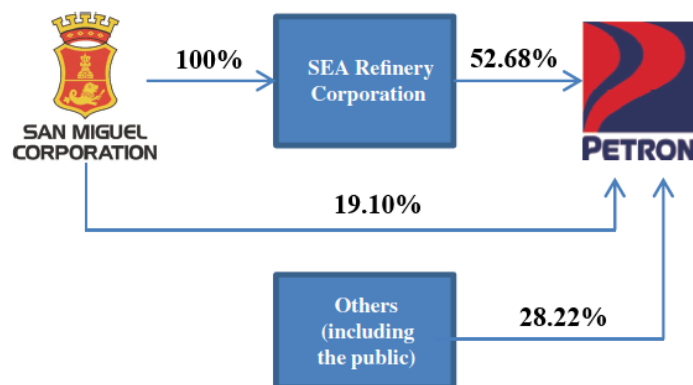 100%
SEA Refinery
Corporation
52.68%
SAN MIGUEL
CORPORATION
PETRON
19.10%
Others
(including
the public)
28.22%